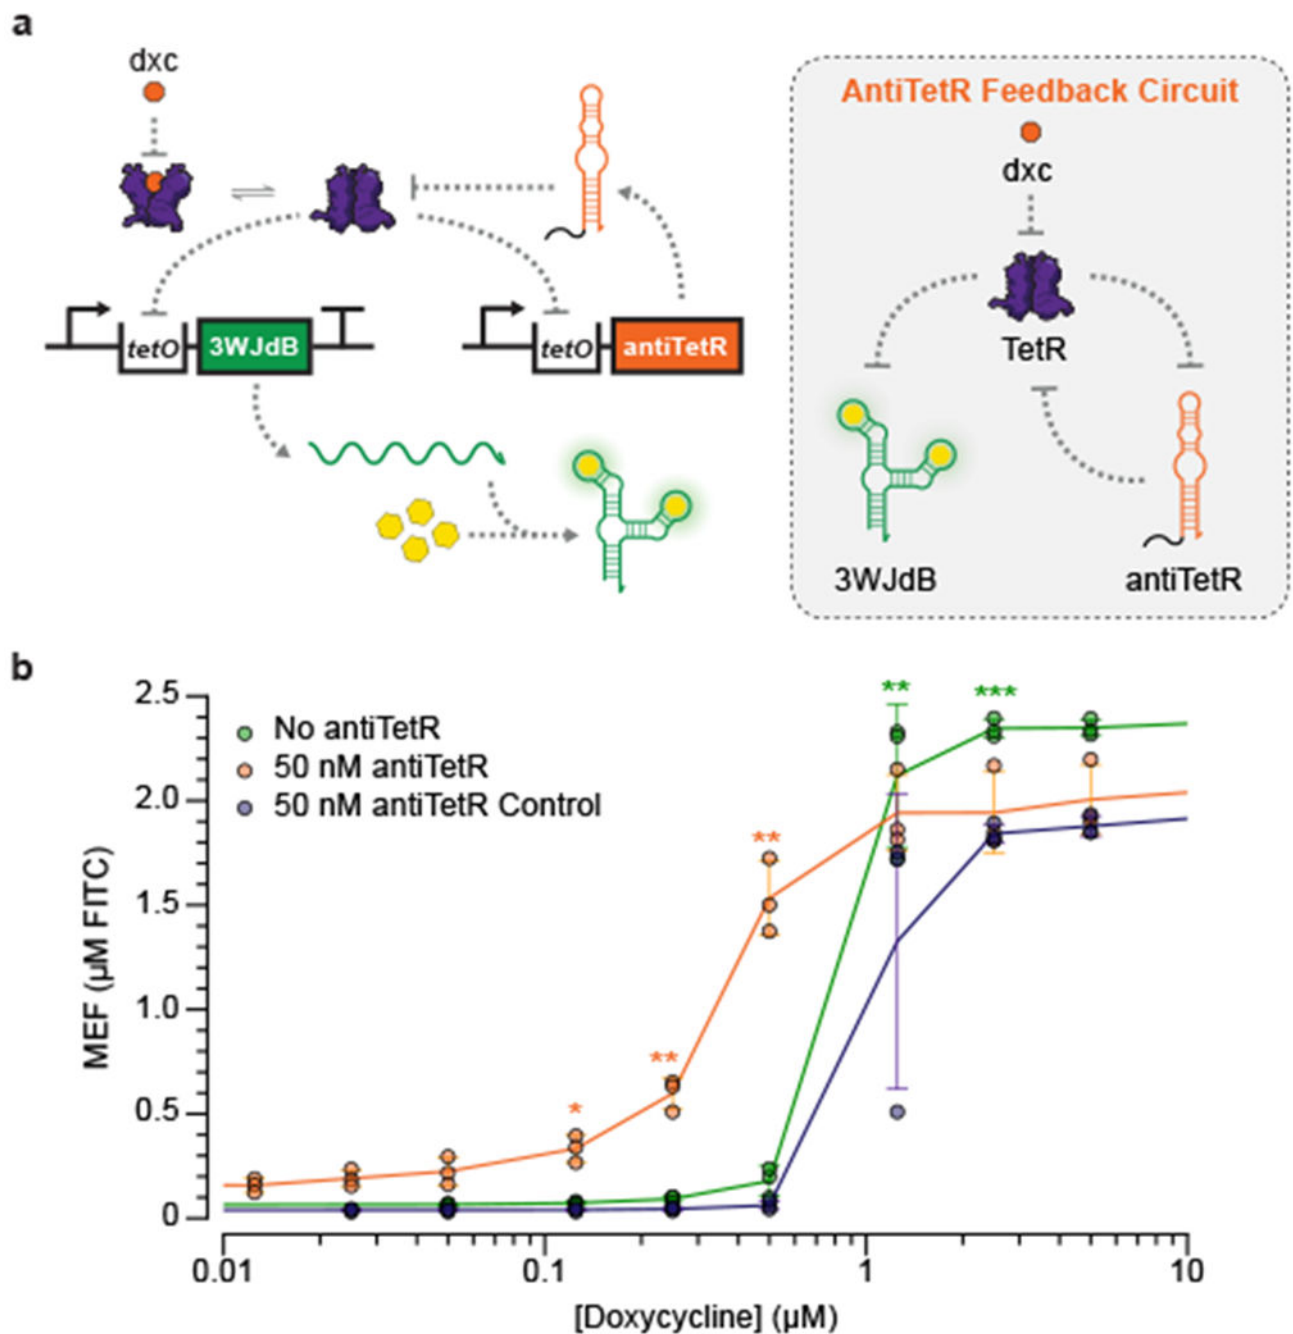 a
dxc
tetO 3WJdB
tetO antiTetR
AntiTetR Feedback Circuit
dxc
TetR
3WJdB
antiTetR
b
No antiTetR
50 nM antiTetR
50 nM antiTetR Control
MEF (µM FITC)
2.5
2.0
1.5
1.0
0.5
0
** ***
**
**
*
0.01 0.1 1 10
[Doxycycline] (µM)